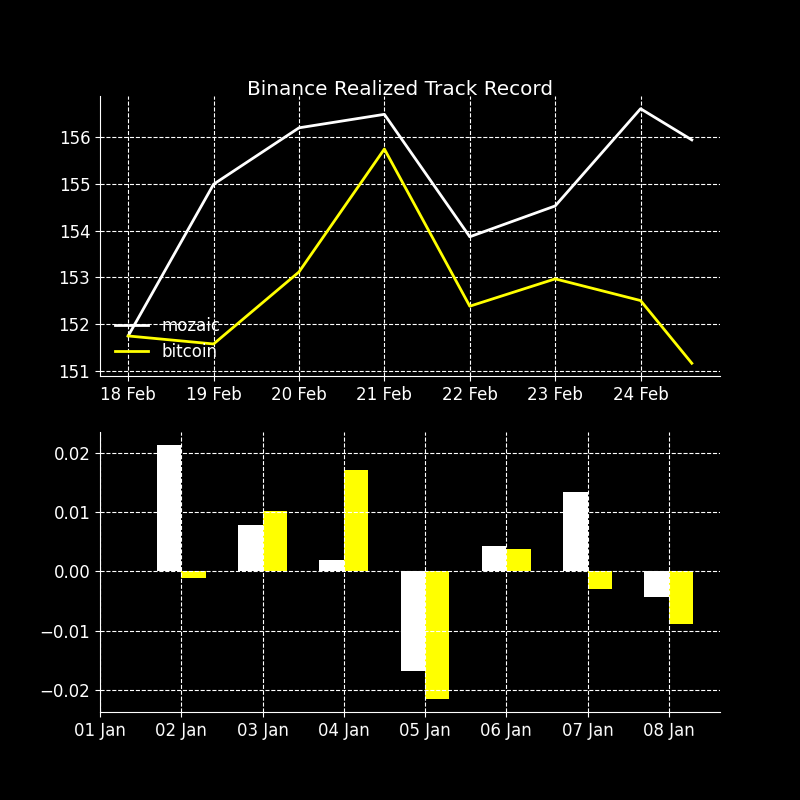 Binance Realized Track Record
156
155
154
153
152
151
mozaic
bitcoin
18 Feb 19 Feb 20 Feb 21 Feb 22 Feb 23 Feb 24 Feb
0.02
0.01
0.00
−0.01
−0.02
01 Jan 02 Jan 03 Jan 04 Jan 05 Jan 06 Jan 07 Jan 08 Jan